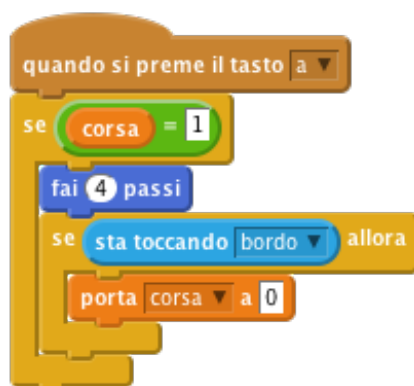 quando si preme il tasto a
se corsa = 1
fai 4 passi
se sta toccando bordo allora
porta corsa a 0